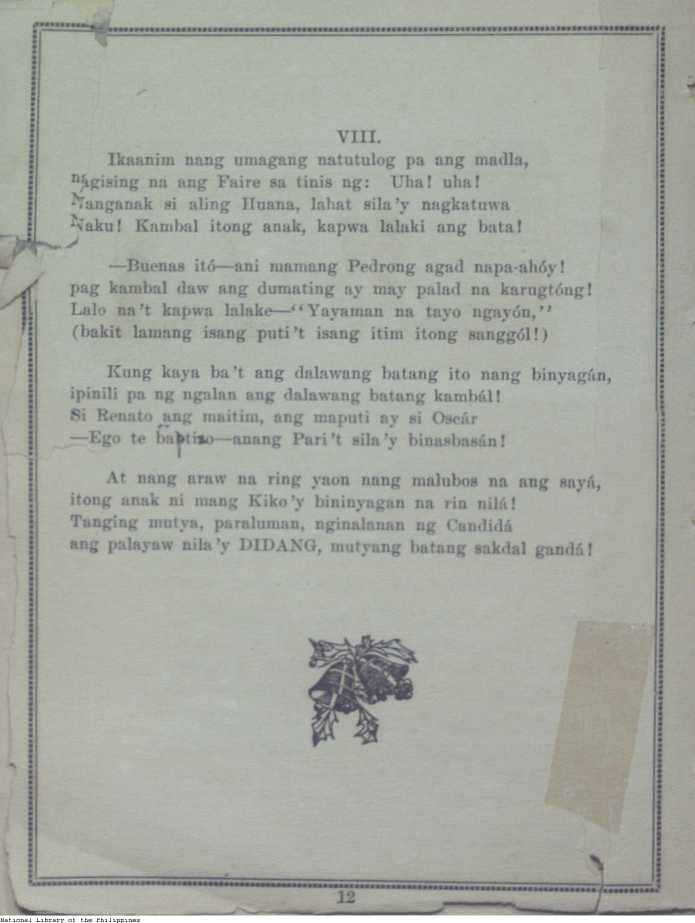 VIII.
Ikaanim nang umagang natutulog pa ang madla,
nagising na ang Faire sa tinis ng: Uha! uha!
Nanganak si aling Huana, lahat sila'y nagkatuwa
Naku! Kambal itong anak, kapwa lalaki ang bata!
—Buenas itó—ani mamang Pedrong agad napa-ahóy!
pag kambal daw ang dumating ay may palad na karugtóng!
Lalo na't kapwa lalake—“Yayaman na tayo ngayón,”
(bakit lamang isang puti't isang itim itong sanggól!)
Kung kaya ba't ang dalawang batang ito nang binyagán,
ipinili pa ng ngalan ang dalawang batang kambál!
Si Renato ang maitim, ang maputi ay si Oscár
—Ego te baptizo—anang Pari't sila'y binasbasán!
At nang araw na ring yaon nang malubos na ang sayá,
itong anak ni mang Kiko'y bininyagan na rin nilá!
Tanging mutya, paraluman, nginalanan ng Candidá
ang palayaw nila'y DIDANG, mutyang batang sakdal gandá!
12
National Library of the Philippines